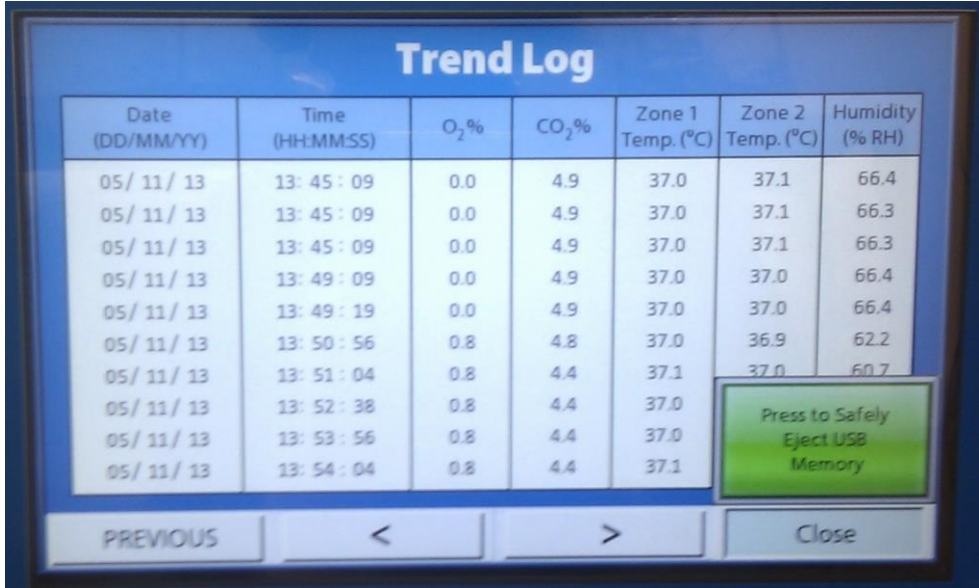 Trend Log
Date (DD/MM/YY) Time (HH:MM:SS) O₂% CO₂% Zone 1 Temp. (°C) Zone 2 Temp. (°C) Humidity (% RH)
05/ 11/ 13 13: 45 : 09 0.0 4.9 37.0 37.1 66.4
05/ 11/ 13 13: 45 : 09 0.0 4.9 37.0 37.1 66.3
05/ 11/ 13 13: 45 : 09 0.0 4.9 37.0 37.1 66.3
05/ 11/ 13 13: 49 : 09 0.0 4.9 37.0 37.0 66.4
05/ 11/ 13 13: 49 : 19 0.0 4.9 37.0 37.0 66.4
05/ 11/ 13 13: 50 : 56 0.8 4.8 37.0 36.9 62.2
05/ 11/ 13 13: 51 : 04 0.8 4.4 37.1 37.0 60.7
05/ 11/ 13 13: 52 : 38 0.8 4.4 37.0
05/ 11/ 13 13: 53 : 56 0.8 4.4 37.0
05/ 11/ 13 13: 54 : 04 0.8 4.4 37.1
Press to Safely
Eject USB
Memory
PREVIOUS < > Close